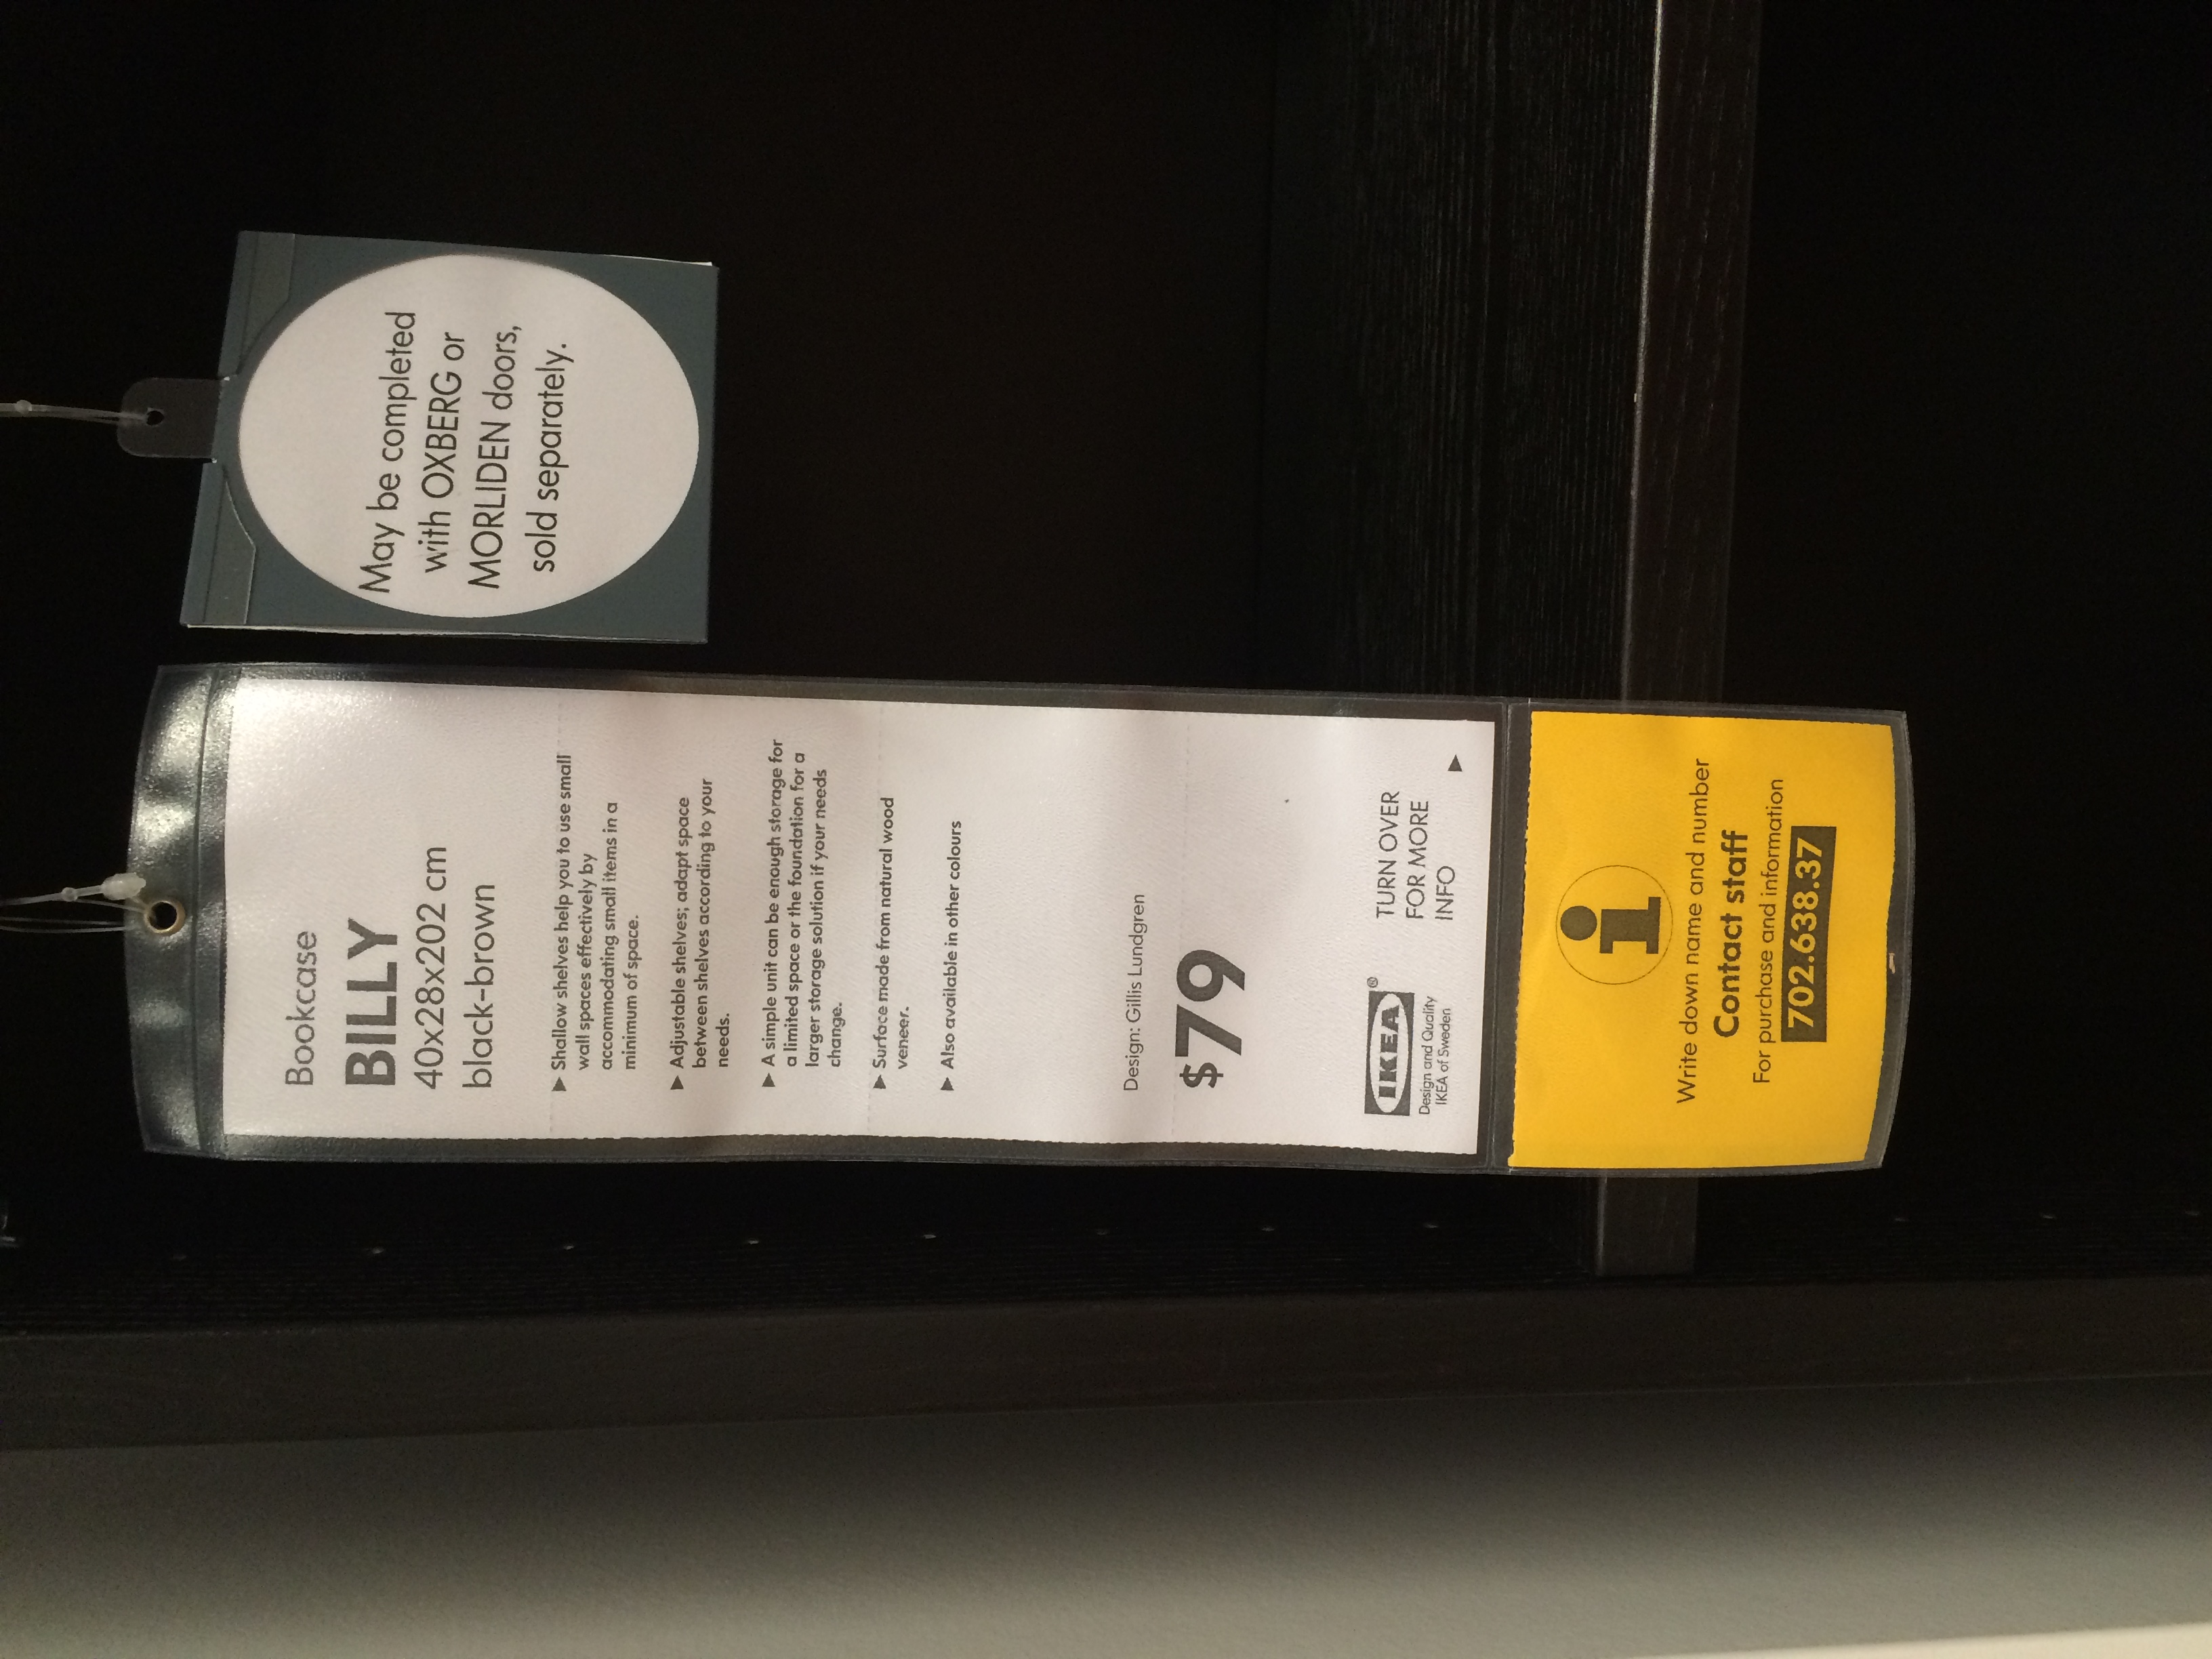 May be completed
with OXBERG or
MORLIDEN doors,
sold separately.
Bookcase
BILLY
40x28x202 cm
black-brown
▶ Shallow shelves help you to use small
wall spaces effectively by
accommodating small items in a
minimum of space.
▶ Adjustable shelves; adapt space
between shelves according to your
needs.
▶ A simple unit can be enough storage for
a limited space or the foundation for a
larger storage solution if your needs
change.
▶ Surface made from natural wood
veneer.
▶ Also available in other colours
Design: Gillis Lundgren
$79
IKEA®
Design and Quality
IKEA of Sweden
TURN OVER
FOR MORE
INFO
i
Write down name and number
Contact staff
For purchase and information
702.638.37